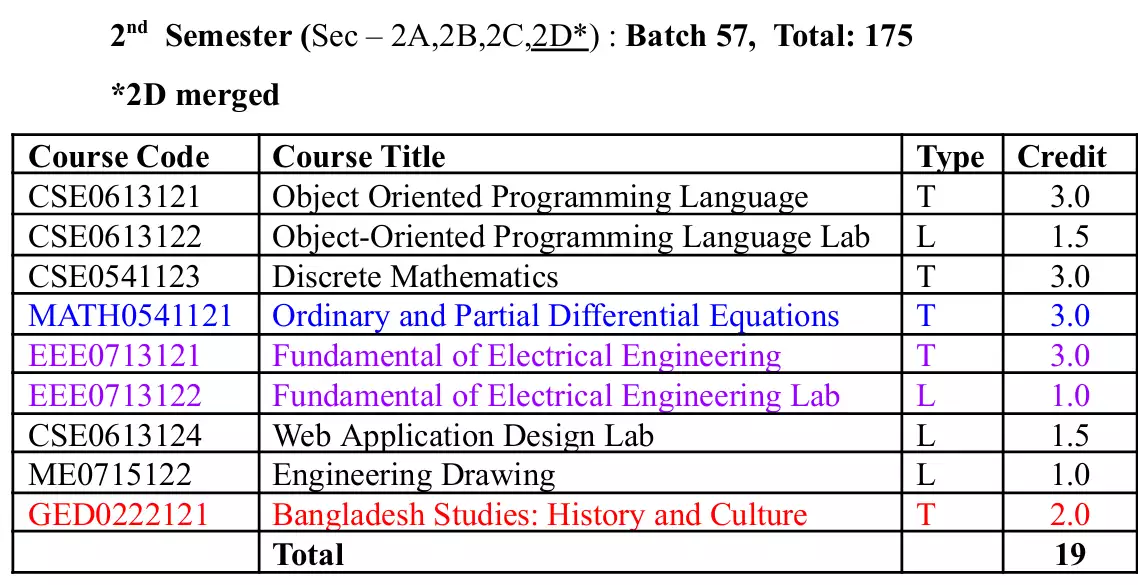 2nd Semester (Sec – 2A,2B,2C,2D*) : Batch 57, Total: 175
*2D merged
Course Code Course Title Type Credit
CSE0613121 Object Oriented Programming Language T 3.0
CSE0613122 Object-Oriented Programming Language Lab L 1.5
CSE0541123 Discrete Mathematics T 3.0
MATH0541121 Ordinary and Partial Differential Equations T 3.0
EEE0713121 Fundamental of Electrical Engineering T 3.0
EEE0713122 Fundamental of Electrical Engineering Lab L 1.0
CSE0613124 Web Application Design Lab L 1.5
ME0715122 Engineering Drawing L 1.0
GED0222121 Bangladesh Studies: History and Culture T 2.0
Total 19